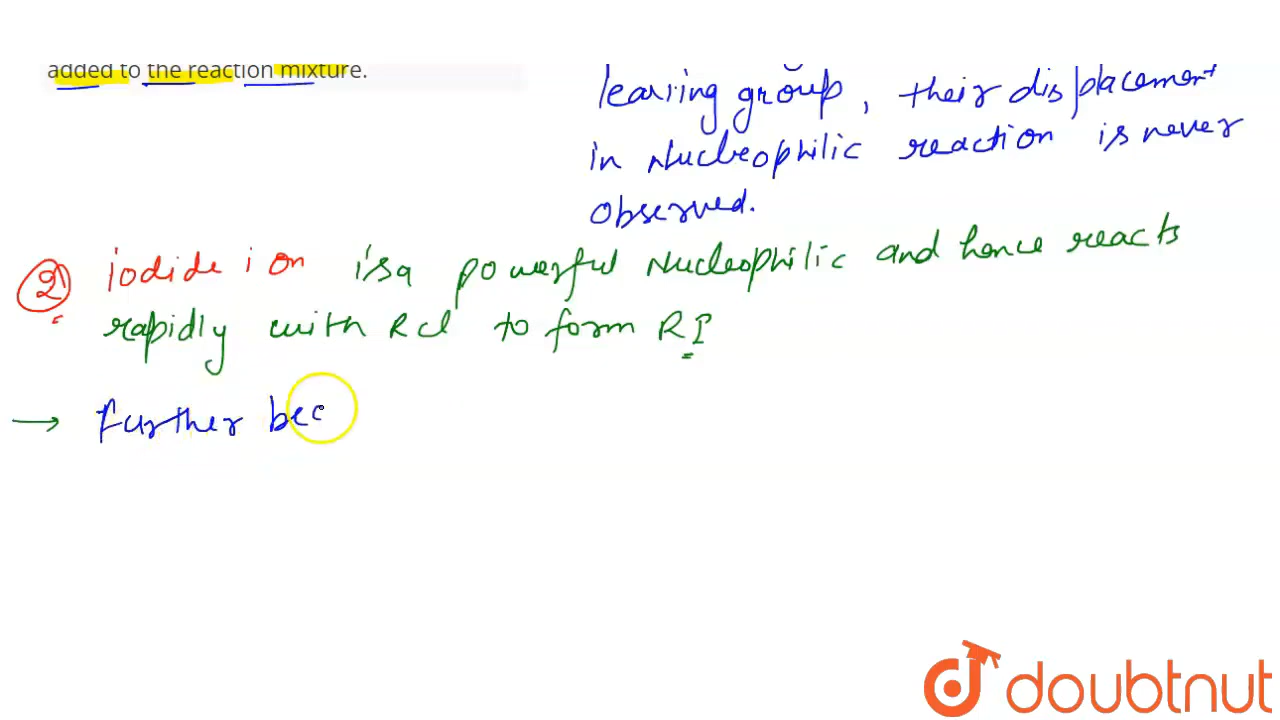 added to the reaction mixture.
leaving group, their displacement
in Nucleophilic reaction is never
observed.
2 iodide ion is a powerful Nucleophilic and hence reacts
rapidly with RCl to form RI
→ further bec
doubtnut